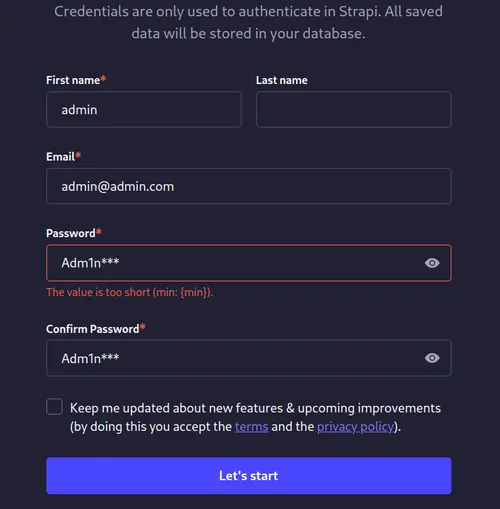 Credentials are only used to authenticate in Strapi. All saved
data will be stored in your database.
First name* Last name
admin
Email*
admin@admin.com
Password*
Adm1n***
The value is too short (min: {min}).
Confirm Password*
Adm1n***
Keep me updated about new features & upcoming improvements
(by doing this you accept the terms and the privacy policy).
Let's start